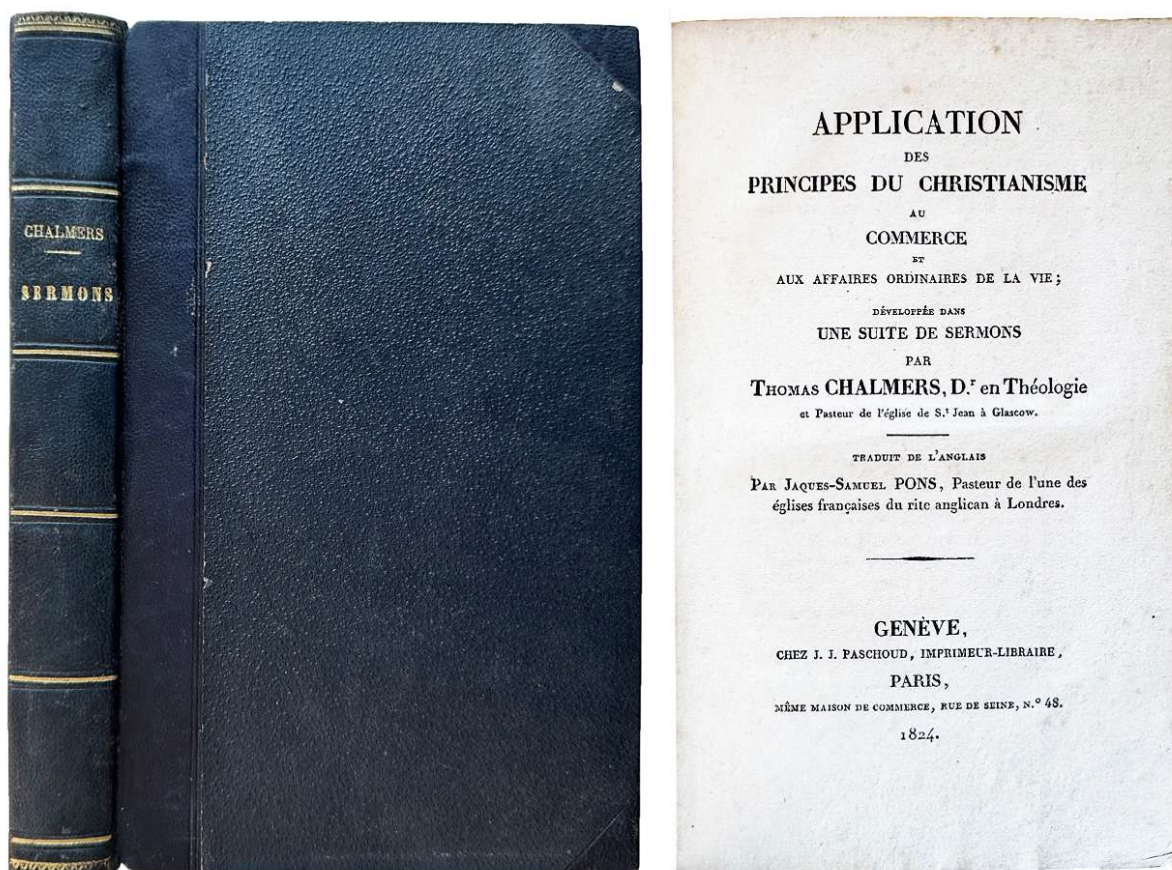 CHALMERS
SERMONS
APPLICATION
DES
PRINCIPES DU CHRISTIANISME
AU
COMMERCE
ET
AUX AFFAIRES ORDINAIRES DE LA VIE;
DÉVELOPPÉE DANS
UNE SUITE DE SERMONS
PAR
THOMAS CHALMERS, D.r en Théologie
et Pasteur de l'église de S.t Jean à Glascow.
TRADUIT DE L'ANGLAIS
PAR JAQUES-SAMUEL PONS, Pasteur de l'une des
églises françaises du rite anglican à Londres.
GENÈVE,
CHEZ J. J. PASCHOUD, IMPRIMEUR-LIBRAIRE,
PARIS,
MÊME MAISON DE COMMERCE, RUE DE SEINE, N.º 48.
1824.